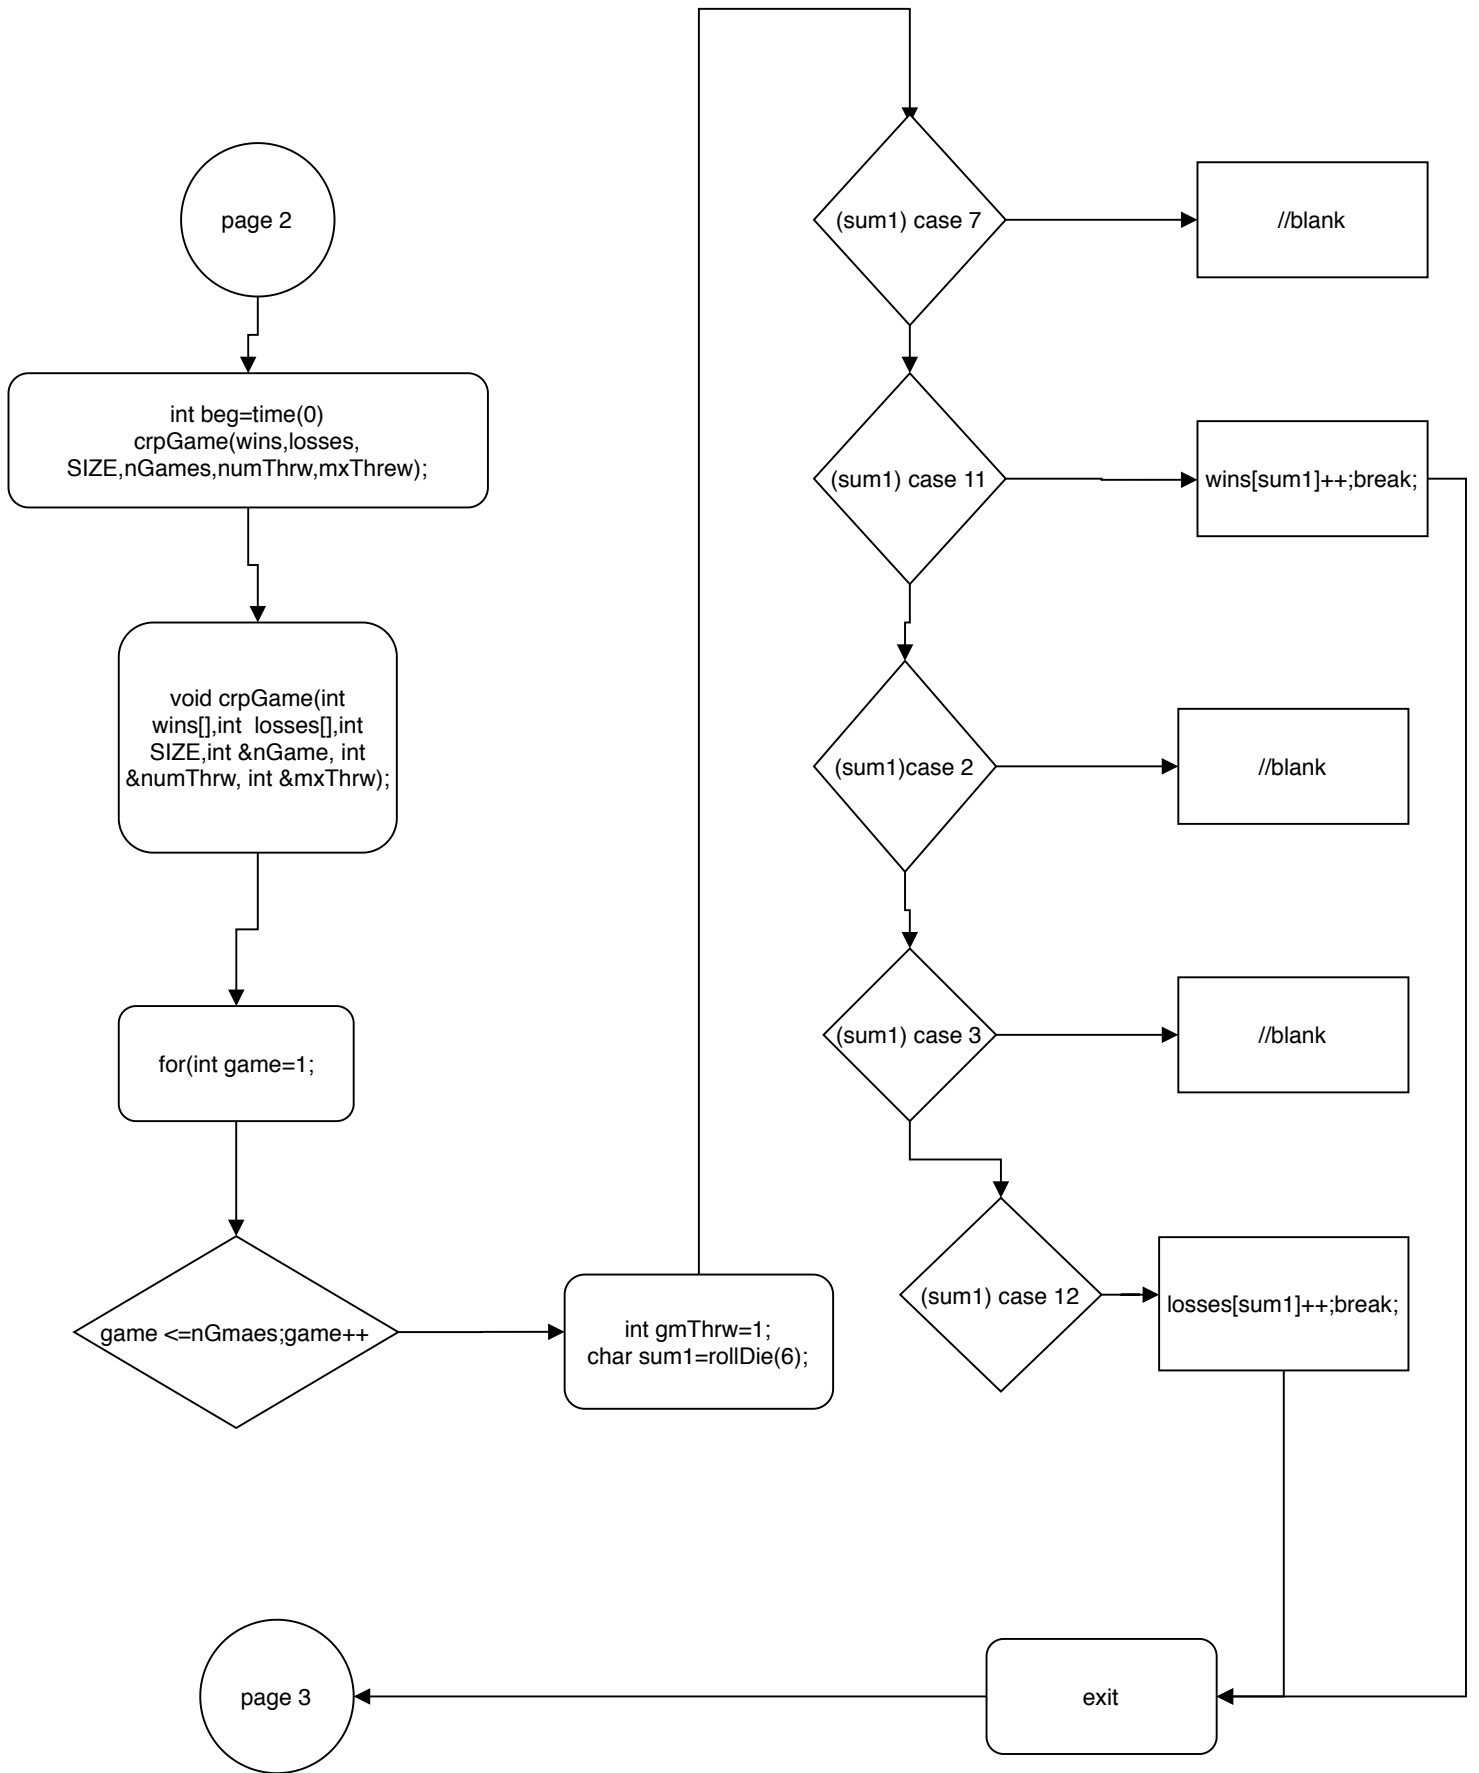 page 2
int beg=time(0)
crpGame(wins,losses,
SIZE,nGames,numThrw,mxThrew);
void crpGame(int
wins[],int  losses[],int
SIZE,int &nGame, int
&numThrw, int &mxThrw);
for(int game=1;
game <=nGmaes;game++
int gmThrw=1;
char sum1=rollDie(6);
(sum1) case 7
//blank
(sum1) case 11
wins[sum1]++;break;
(sum1)case 2
//blank
(sum1) case 3
//blank
(sum1) case 12
losses[sum1]++;break;
exit
page 3